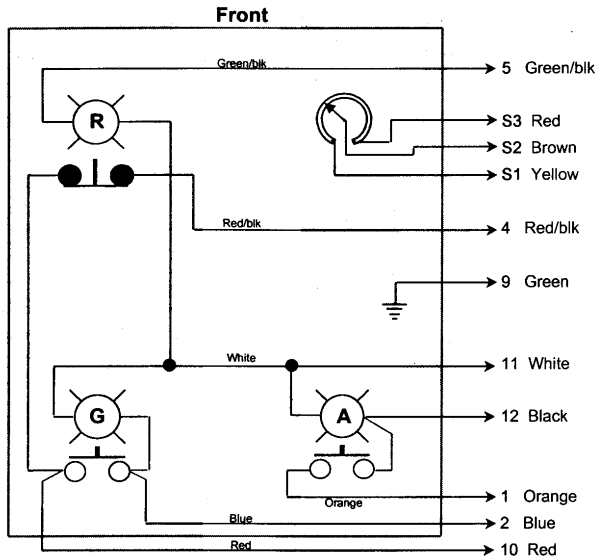 Front
Green/blk
5 Green/blk
R
S3 Red
S2 Brown
S1 Yellow
Red/blk
4 Red/blk
9 Green
White
11 White
G
A
12 Black
Orange
1 Orange
Blue
2 Blue
Red
10 Red